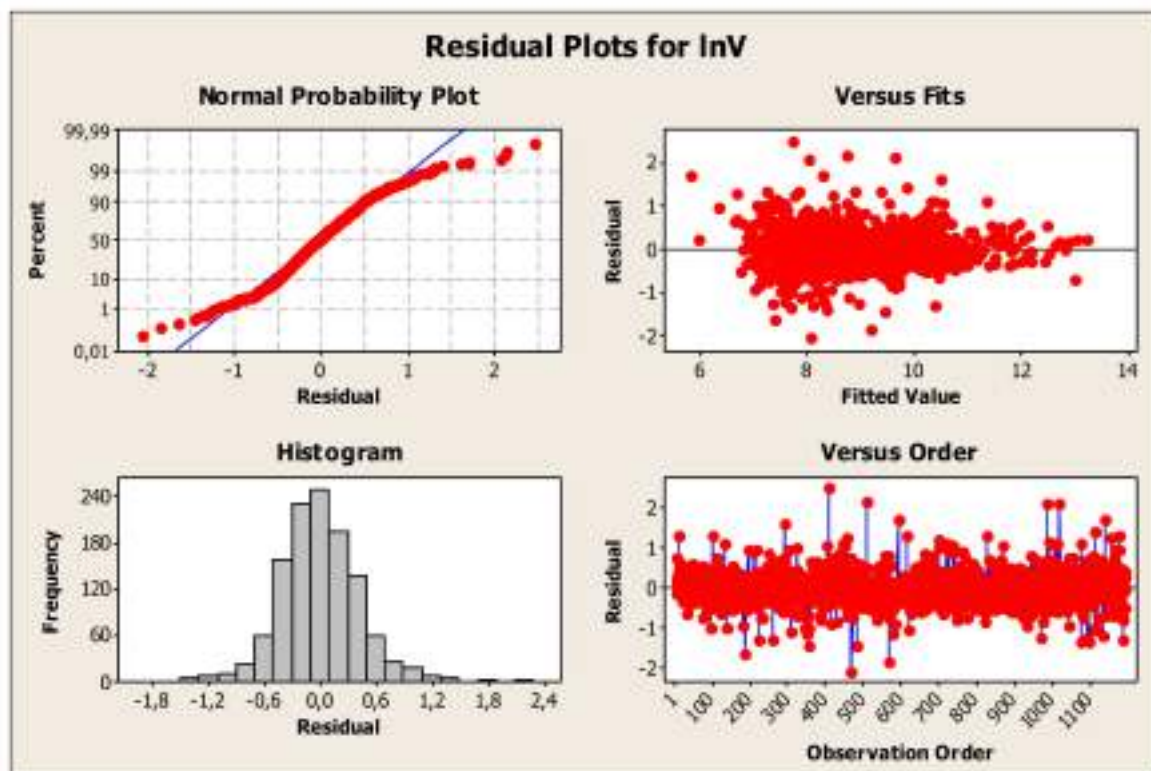 Residual Plots for lnV
Normal Probability Plot
99,99
99
90
50
10
1
0,01
Percent
-2 -1 0 1 2
Residual
Versus Fits
2
1
0
-1
-2
Residual
6 8 10 12 14
Fitted Value
Histogram
240
180
120
60
0
Frequency
-1,8 -1,2 -0,6 0,0 0,6 1,2 1,8 2,4
Residual
Versus Order
2
1
0
-1
-2
Residual
1 100 200 300 400 500 600 700 800 900 1000 1100
Observation Order